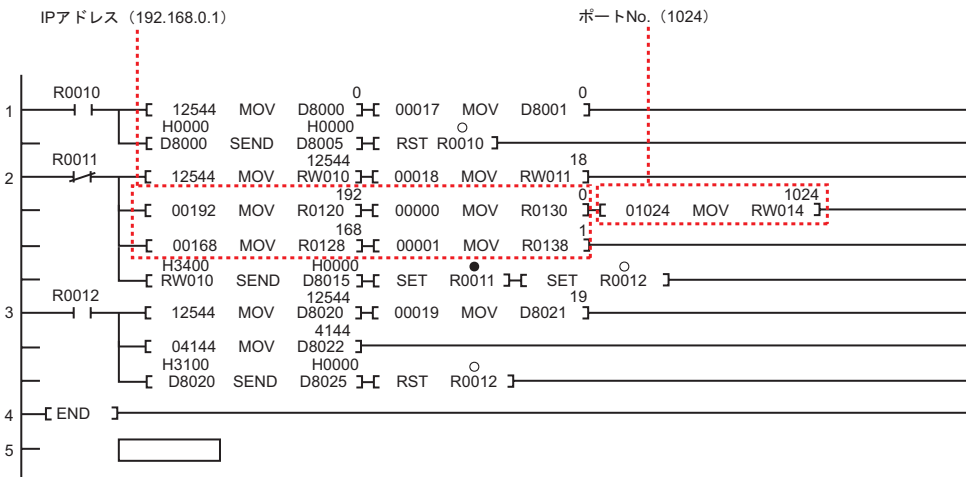 IPアドレス（192.168.0.1） ポートNo.（1024）
R0010 0 0
1 12544 MOV D8000 00017 MOV D8001
H0000 H0000
D8000 SEND D8005 RST R0010
R0011 12544 18
2 12544 MOV RW010 00018 MOV RW011
192 0 1024
00192 MOV R0120 00000 MOV R0130 01024 MOV RW014
168 1
00168 MOV R0128 00001 MOV R0138
H3400 H0000
RW010 SEND D8015 SET R0011 SET R0012
R0012 12544 19
3 12544 MOV D8020 00019 MOV D8021
4144
04144 MOV D8022
H3100 H0000
D8020 SEND D8025 RST R0012
4 END
5